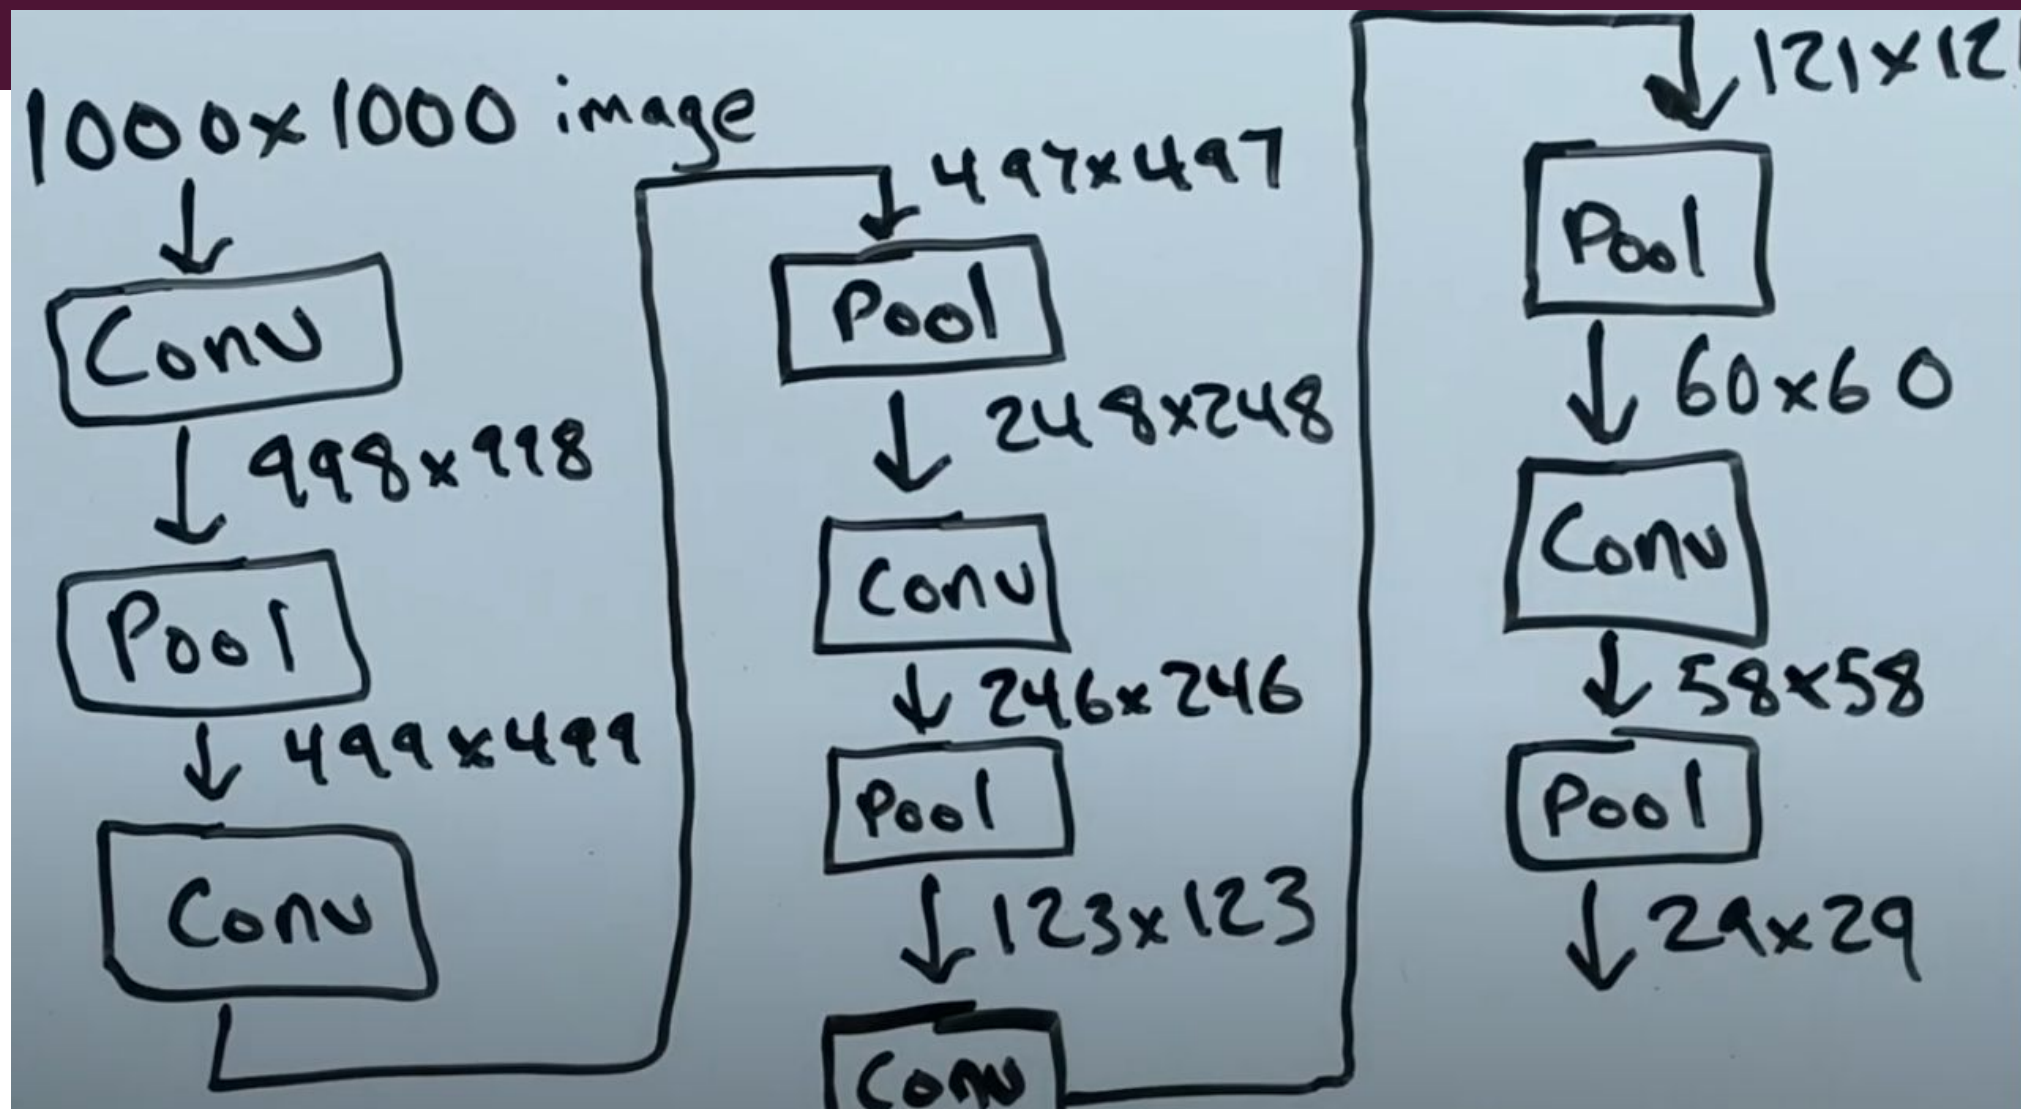 1000x1000 image
Conv
998x998
Pool
499x499
Conv
497x497
Pool
248x248
Conv
246x246
Pool
123x123
Conv
121x121
Pool
60x60
Conv
58x58
Pool
29x29